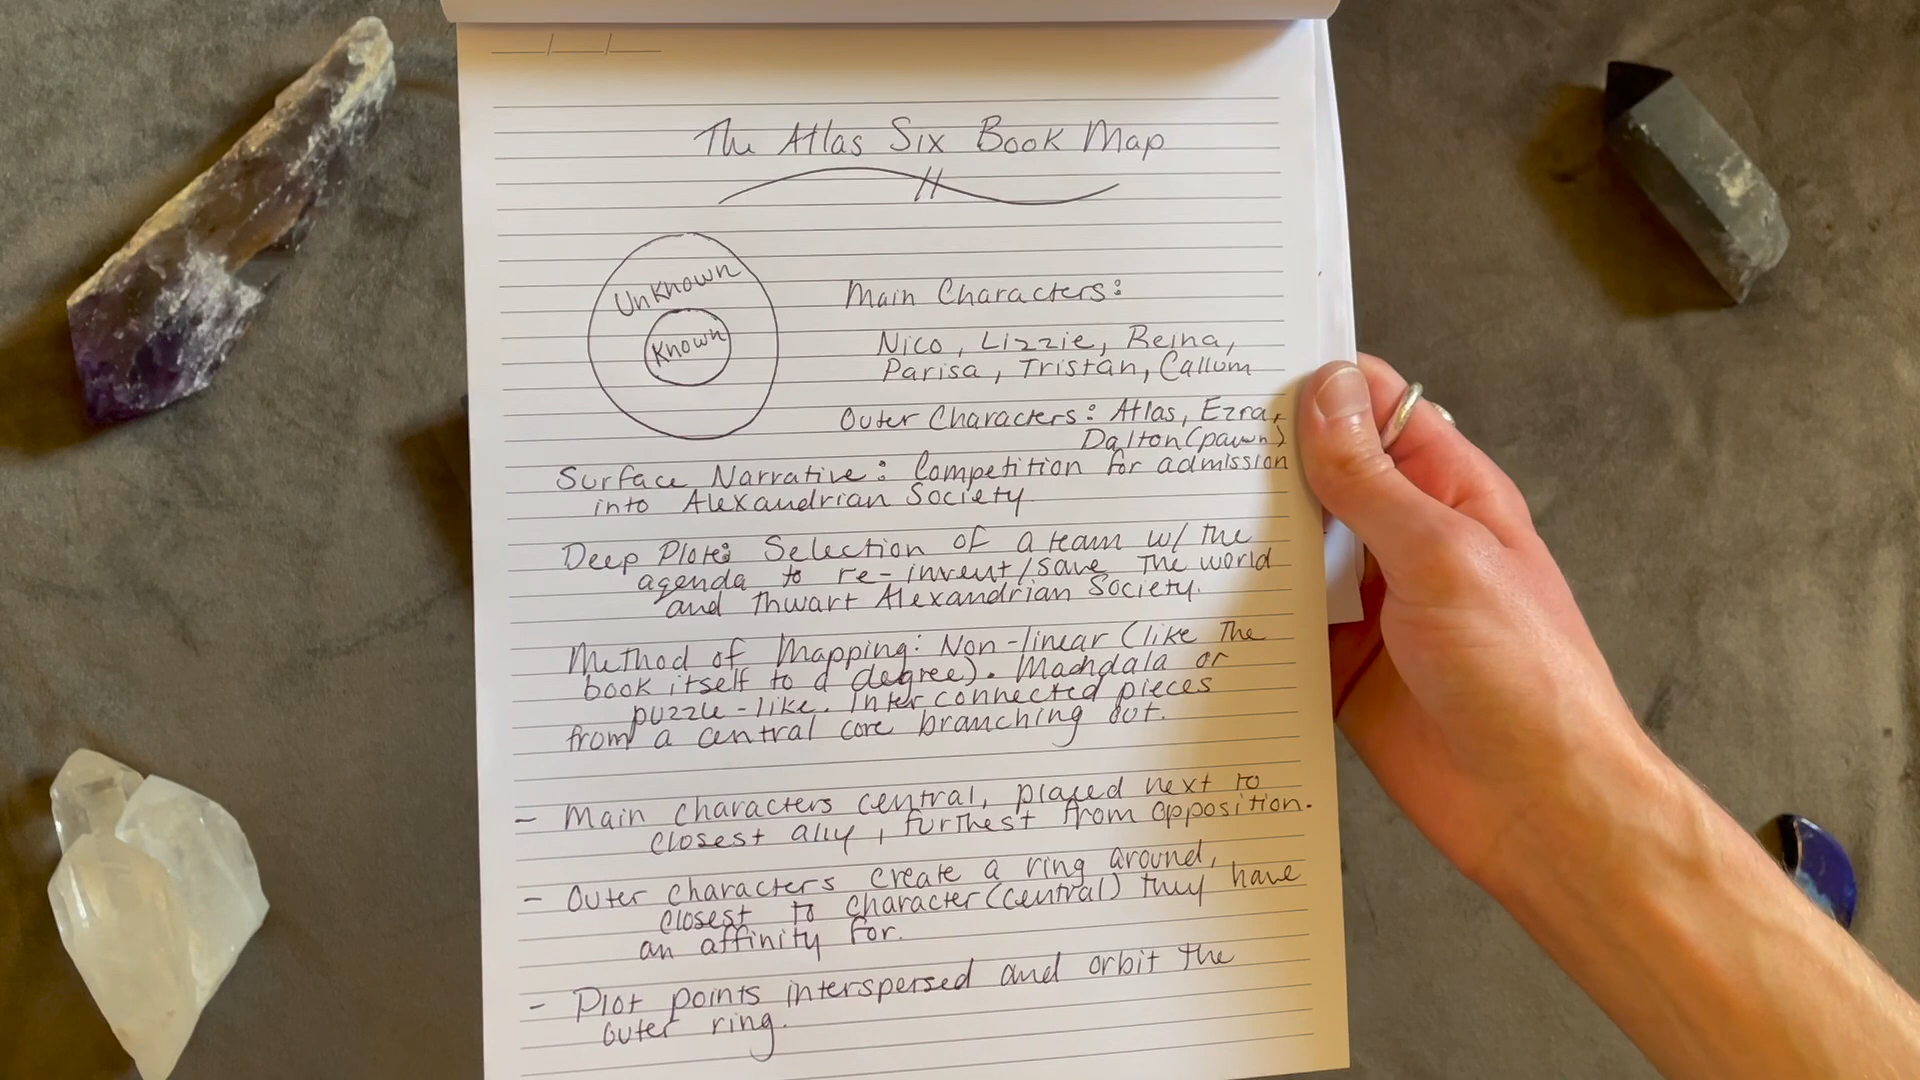 The Atlas Six Book Map
Unknown
Known
Main Characters:
Nico, Lizzie, Reina,
Parisa, Tristan, Callum
Outer Characters: Atlas, Ezra,
Dalton (pawn)
Surface Narrative: Competition for admission
into Alexandrian Society.
Deep Plot: Selection of a team w/ the
agenda to re-invent/save the world
and thwart Alexandrian Society.
Method of Mapping: Non-linear (like the
book itself to a degree). Machdala or
puzzle-like. Inter connected pieces
from a central core branching out.
- Main characters central, placed next to
closest ally, furthest from opposition.
- Outer characters create a ring around,
closest to character (central) they have
an affinity for.
- Plot points interspersed and orbit the
outer ring.